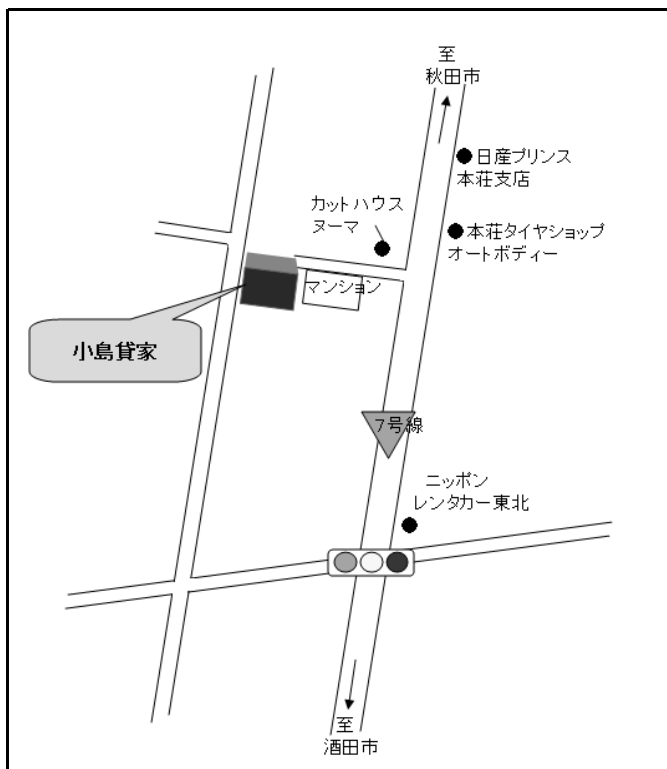 至
秋田市
日産プリンス
本荘支店
カットハウス
ヌーマ
本荘タイヤショップ
オートボディー
マンション
小島貸家
7号線
ニッポン
レンタカー東北
至
酒田市